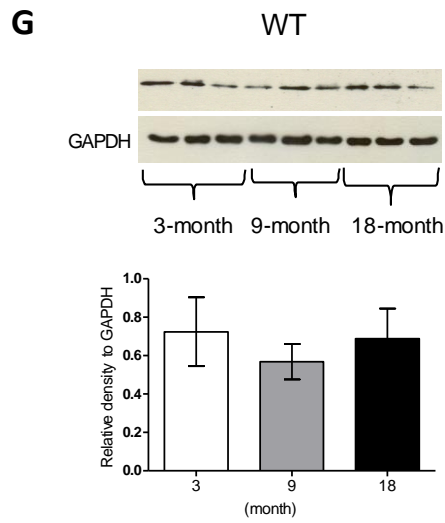 G
WT
GAPDH
3-month 9-month 18-month
Relative density to GAPDH
1.0
0.8
0.6
0.4
0.2
0.0
3 9 18
(month)